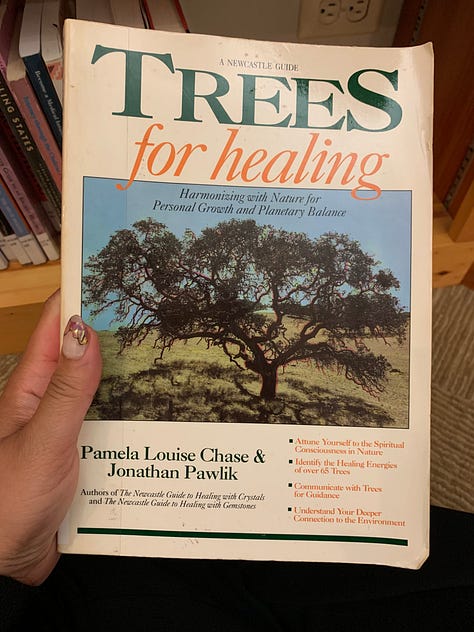 A NEWCASTLE GUIDE
TREES
for healing
Harmonizing with Nature for
Personal Growth and Planetary Balance
Pamela Louise Chase &
Jonathan Pawlik
Authors of The Newcastle Guide to Healing with Crystals
and The Newcastle Guide to Healing with Gemstones
▪ Attune Yourself to the Spiritual
Consciousness in Nature
▪ Identify the Healing Energies
of over 65 Trees
▪ Communicate with Trees
for Guidance
▪ Understand Your Deeper
Connection to the Environment
LING STATES